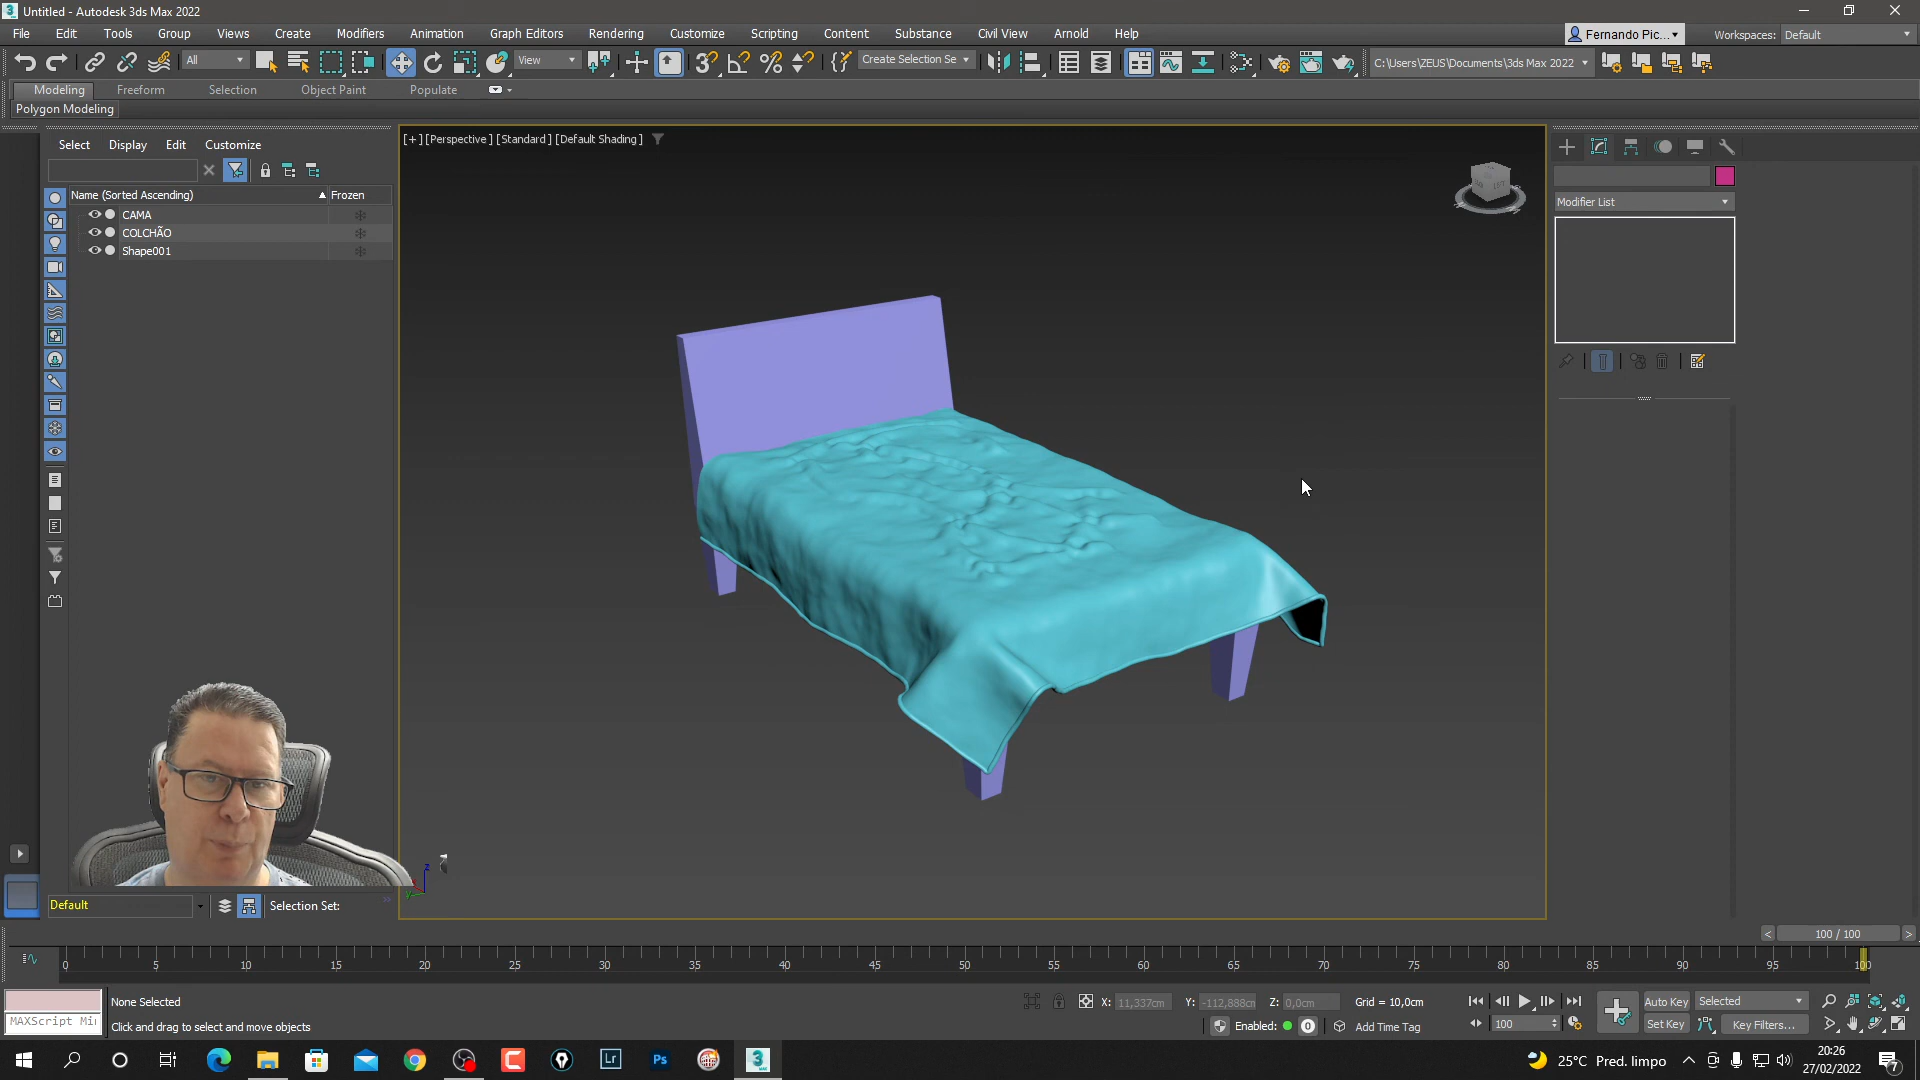 Untitled - Autodesk 3ds Max 2022
File Edit Tools Group Views Create Modifiers Animation Graph Editors Rendering Customize Scripting Content Substance Civil View Arnold Help
Fernando Pic...
Workspaces: Default
All
View
Create Selection Se
C:\Users\ZEUS\Documents\3ds Max 2022
Modeling Freeform Selection Object Paint Populate
Polygon Modeling
Select Display Edit Customize
[+] [Perspective] [Standard] [Default Shading]
Name (Sorted Ascending) Frozen
CAMA
COLCHÃO
Shape001
Modifier List
Default
Selection Set:
100 / 100
0 5 10 15 20 25 30 35 40 45 50 55 60 65 70 75 80 85 90 95 100
None Selected
X: 11,337cm Y: -112,888cm Z: 0,0cm Grid = 10,0cm
Auto Key Selected
MAXScript Mi
Click and drag to select and move objects
Enabled: 0 Add Time Tag
100
Set Key Key Filters...
25°C Pred. limpo
20:26
27/02/2022
7